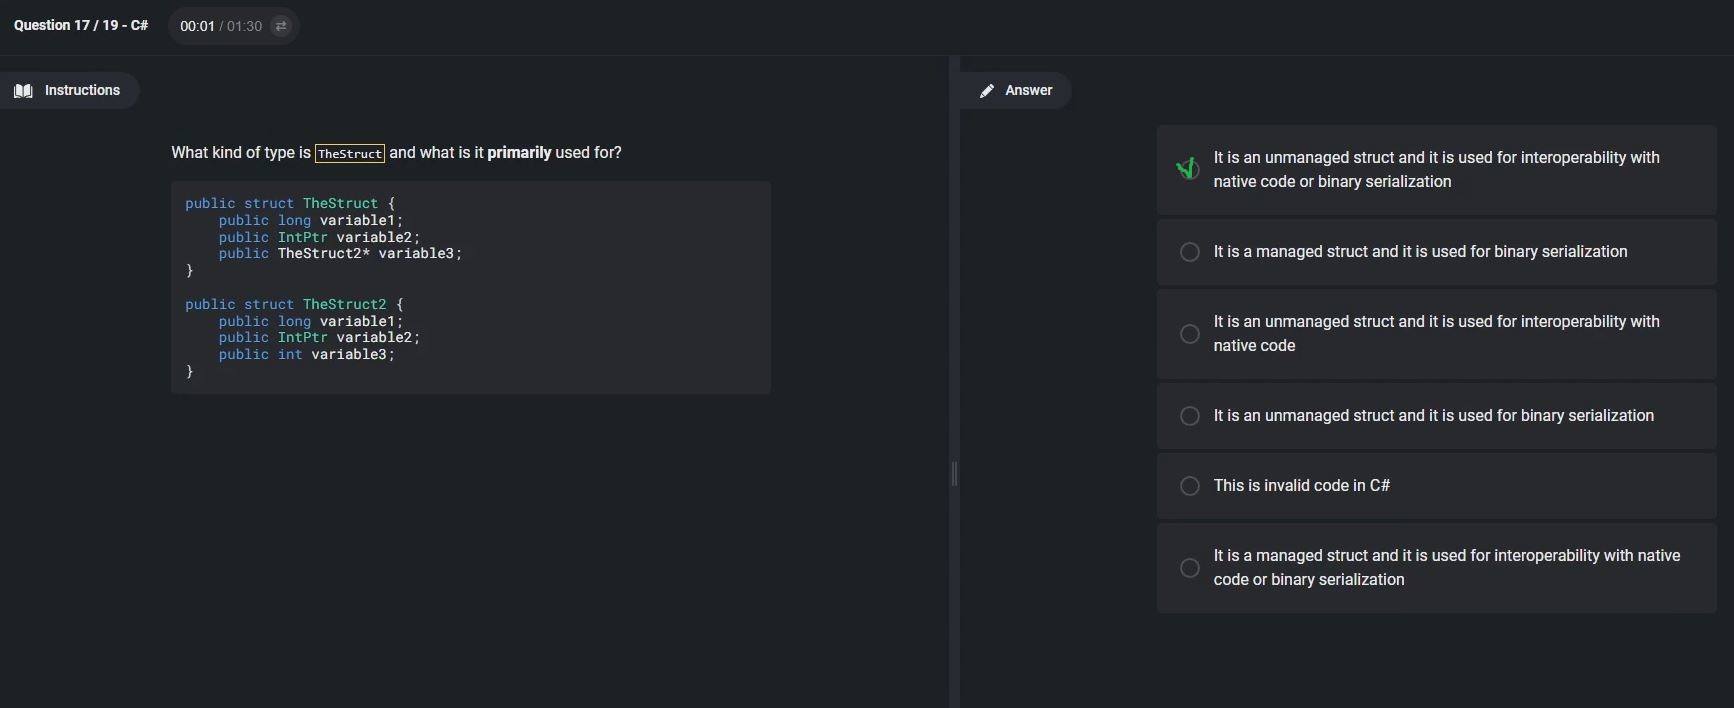 Question 17 / 19 - C#
00:01 / 01:30
Instructions
What kind of type is TheStruct and what is it primarily used for?
public struct TheStruct {
    public long variable1;
    public IntPtr variable2;
    public TheStruct2* variable3;
}
public struct TheStruct2 {
    public long variable1;
    public IntPtr variable2;
    public int variable3;
}
Answer
It is an unmanaged struct and it is used for interoperability with
native code or binary serialization
It is a managed struct and it is used for binary serialization
It is an unmanaged struct and it is used for interoperability with
native code
It is an unmanaged struct and it is used for binary serialization
This is invalid code in C#
It is a managed struct and it is used for interoperability with native
code or binary serialization